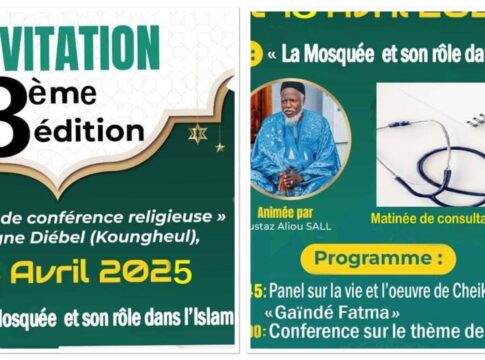 VITATION
3ème
édition
de conférence religieuse »
gne Diébel (Koungheul),
Avril 2025
Mosquée et son rôle dans l'Islam
Avril
« La Mosquée et son rôle da
Animée par
ustaz Aliou SALL
Matinée de consulta
Programme :
45: Panel sur la vie et l'oeuvre de Cheik
«Gaïndé Fatma»
00: Conference sur le thème de